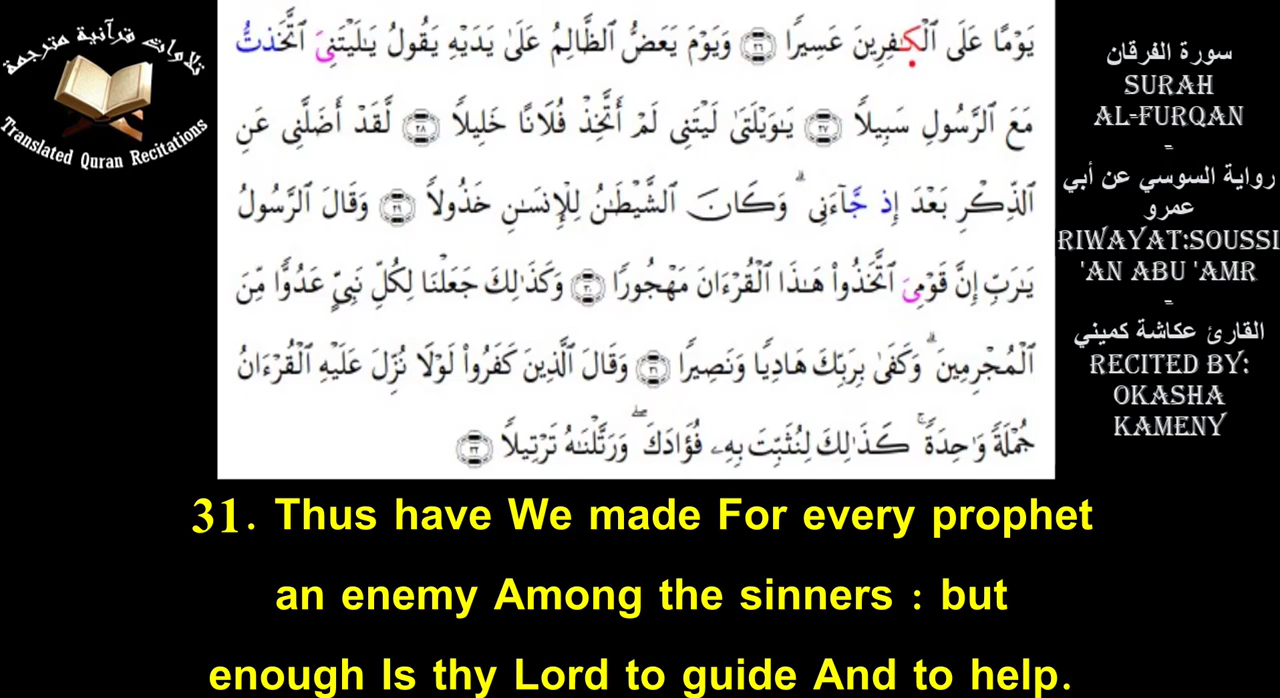 تلاوات قرآنية مترجمة
Translated Quran Recitations
يَوْمًا عَلَى ٱلْكَٰفِرِينَ عَسِيرًا ۝٢٦ وَيَوْمَ يَعَضُّ ٱلظَّالِمُ عَلَىٰ يَدَيْهِ يَقُولُ يَٰلَيْتَنِىَ ٱتَّخَذتُّ
مَعَ ٱلرَّسُولِ سَبِيلًا ۝٢٧ يَٰوَيْلَتَىٰ لَيْتَنِى لَمْ أَتَّخِذْ فُلَانًا خَلِيلًا ۝٢٨ لَّقَدْ أَضَلَّنِى عَنِ
ٱلذِّكْرِ بَعْدَ إِذ جَّآءَنِى ۗ وَكَانَ ٱلشَّيْطَٰنُ لِلْإِنسَٰنِ خَذُولًا ۝٢٩ وَقَالَ ٱلرَّسُولُ
يَٰرَبِّ إِنَّ قَوْمِىَ ٱتَّخَذُوا۟ هَٰذَا ٱلْقُرْءَانَ مَهْجُورًا ۝٣٠ وَكَذَٰلِكَ جَعَلْنَا لِكُلِّ نَبِىٍّ عَدُوًّا مِّنَ
ٱلْمُجْرِمِينَ ۗ وَكَفَىٰ بِرَبِّكَ هَادِيًا وَنَصِيرًا ۝٣١ وَقَالَ ٱلَّذِينَ كَفَرُوا۟ لَوْلَا نُزِّلَ عَلَيْهِ ٱلْقُرْءَانُ
جُمْلَةً وَٰحِدَةً ۚ كَذَٰلِكَ لِنُثَبِّتَ بِهِۦ فُؤَادَكَ ۖ وَرَتَّلْنَٰهُ تَرْتِيلًا ۝٣٢
سورة الفرقان
SURAH
AL-FURQAN
-
رواية السوسي عن أبي
عمرو
RIWAYAT:SOUSSI
'AN ABU 'AMR
-
القارئ عكاشة كميني
RECITED BY:
OKASHA
KAMENY
31. Thus have We made For every prophet
an enemy Among the sinners : but
enough Is thy Lord to guide And to help.